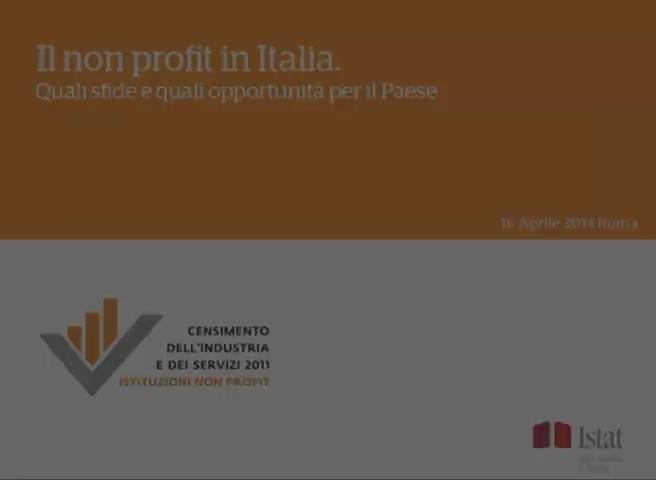 Il non profit in Italia.
Quali sfide e quali opportunità per il Paese
16 Aprile 2014 Roma
CENSIMENTO
DELL'INDUSTRIA
E DEI SERVIZI 2011
ISTITUZIONI NON PROFIT
Istat